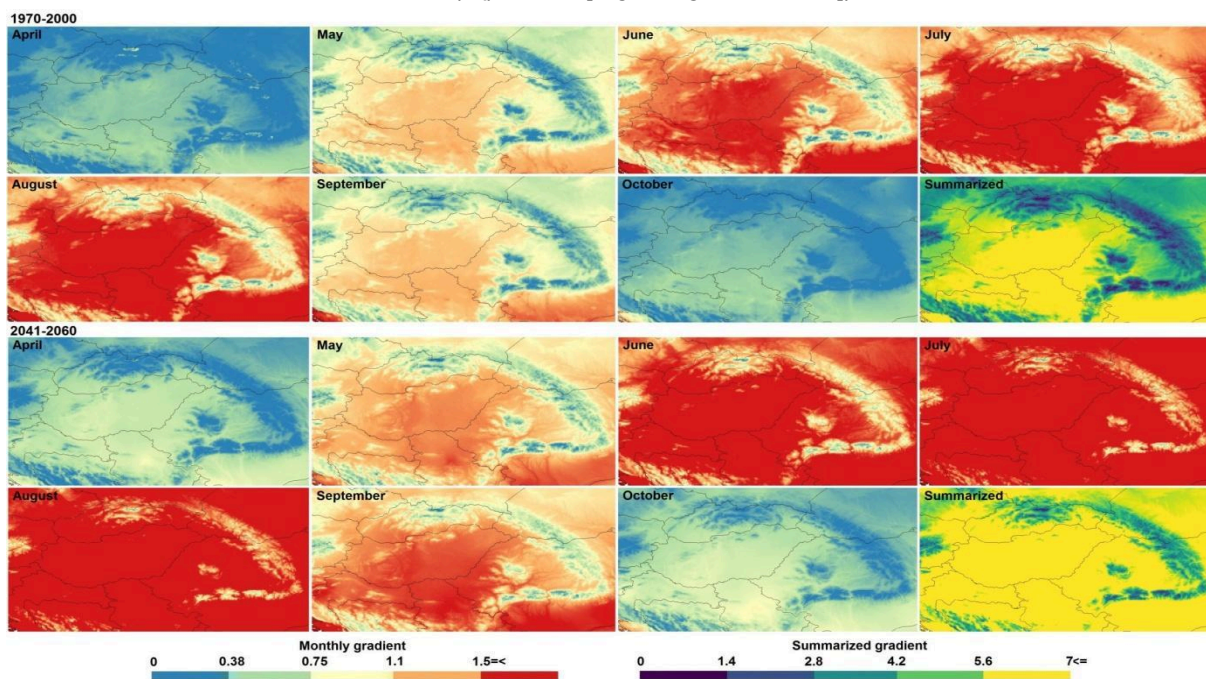 1970-2000
April May June July
August September October Summarized
2041-2060
April May June July
August September October Summarized
Monthly gradient Summarized gradient
0 0.38 0.75 1.1 1.5=< 0 1.4 2.8 4.2 5.6 7<=